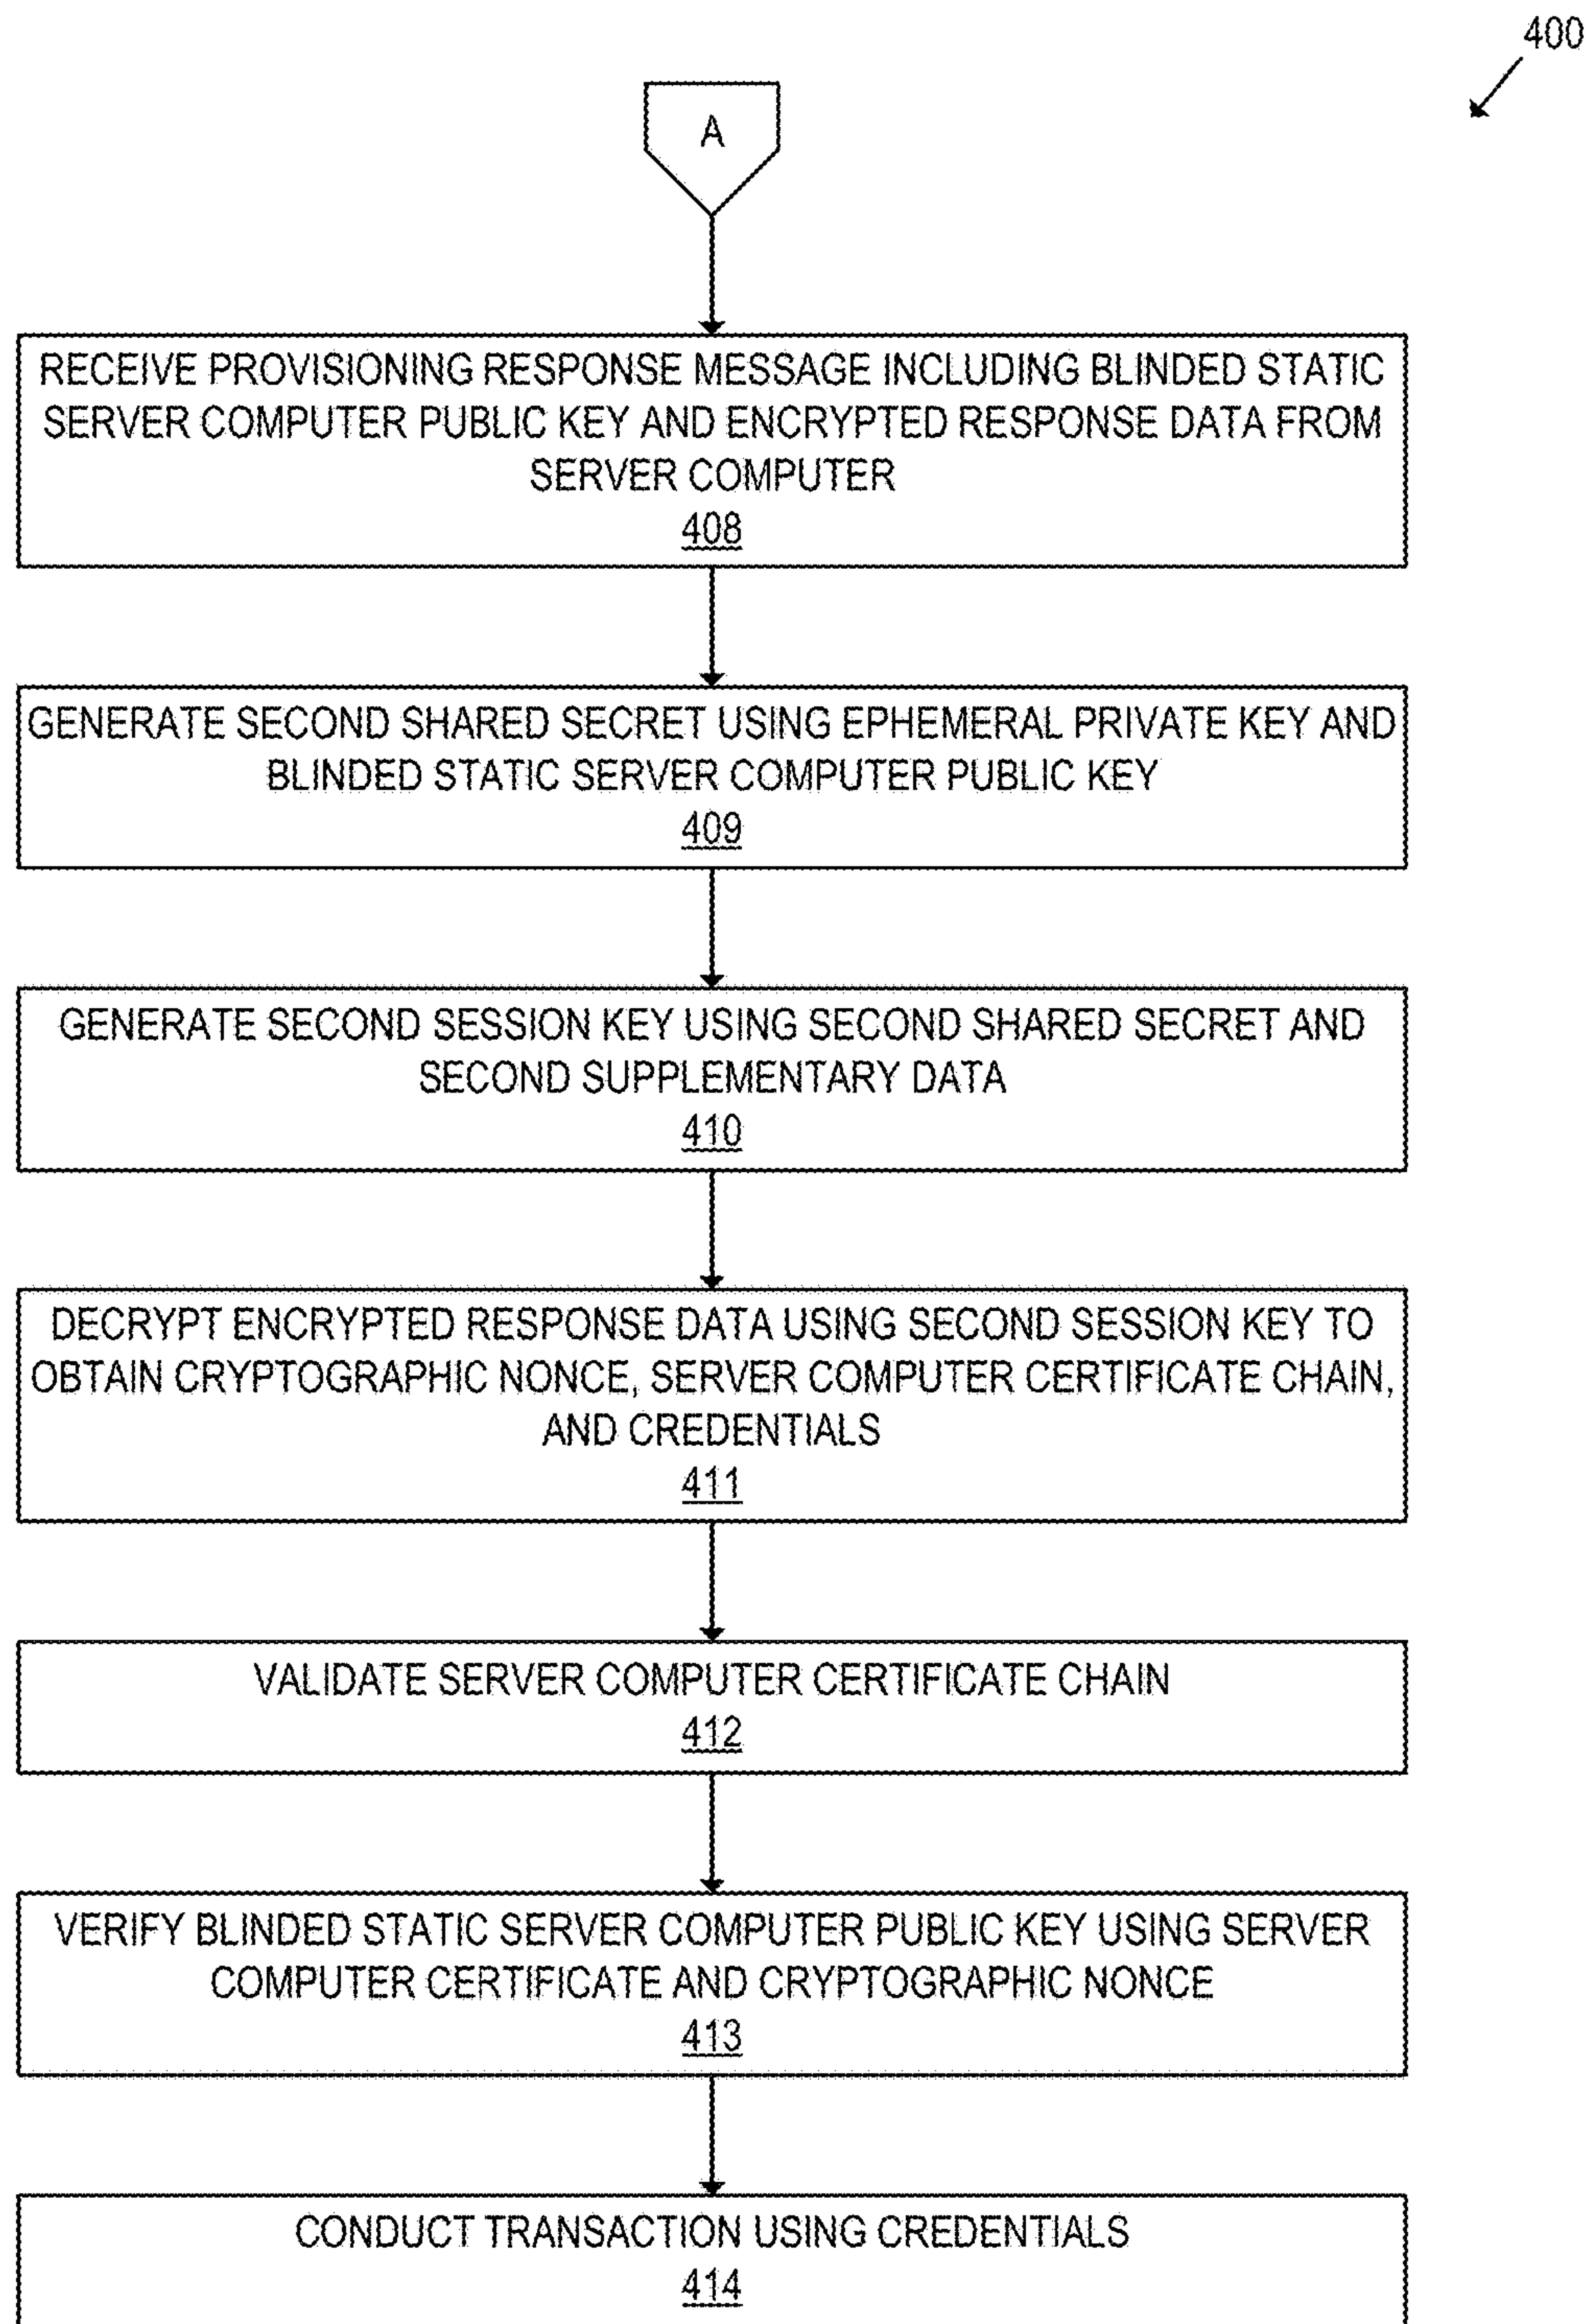 400
A
RECEIVE PROVISIONING RESPONSE MESSAGE INCLUDING BLINDED STATIC
SERVER COMPUTER PUBLIC KEY AND ENCRYPTED RESPONSE DATA FROM
SERVER COMPUTER
408
GENERATE SECOND SHARED SECRET USING EPHEMERAL PRIVATE KEY AND
BLINDED STATIC SERVER COMPUTER PUBLIC KEY
409
GENERATE SECOND SESSION KEY USING SECOND SHARED SECRET AND
SECOND SUPPLEMENTARY DATA
410
DECRYPT ENCRYPTED RESPONSE DATA USING SECOND SESSION KEY TO
OBTAIN CRYPTOGRAPHIC NONCE, SERVER COMPUTER CERTIFICATE CHAIN,
AND CREDENTIALS
411
VALIDATE SERVER COMPUTER CERTIFICATE CHAIN
412
VERIFY BLINDED STATIC SERVER COMPUTER PUBLIC KEY USING SERVER
COMPUTER CERTIFICATE AND CRYPTOGRAPHIC NONCE
413
CONDUCT TRANSACTION USING CREDENTIALS
414